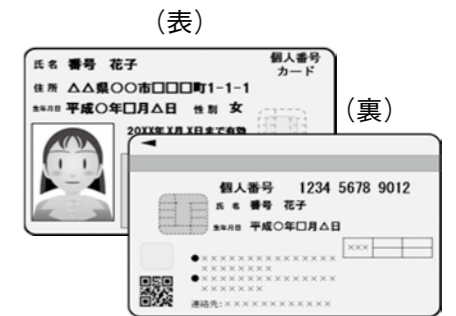 （表）
氏名 番号 花子
個人番号
カード
住所 △△県○○市□□□町1-1-1
生年月日 平成○年□月△日 性別 女
20XX年X月X日まで有効
（裏）
個人番号 1234 5678 9012
氏名 番号 花子
生年月日 平成○年□月△日
×××
●×××××××××××××××
××××××××
●×××××××××××××××
××××××××
連絡先:××××××××××××